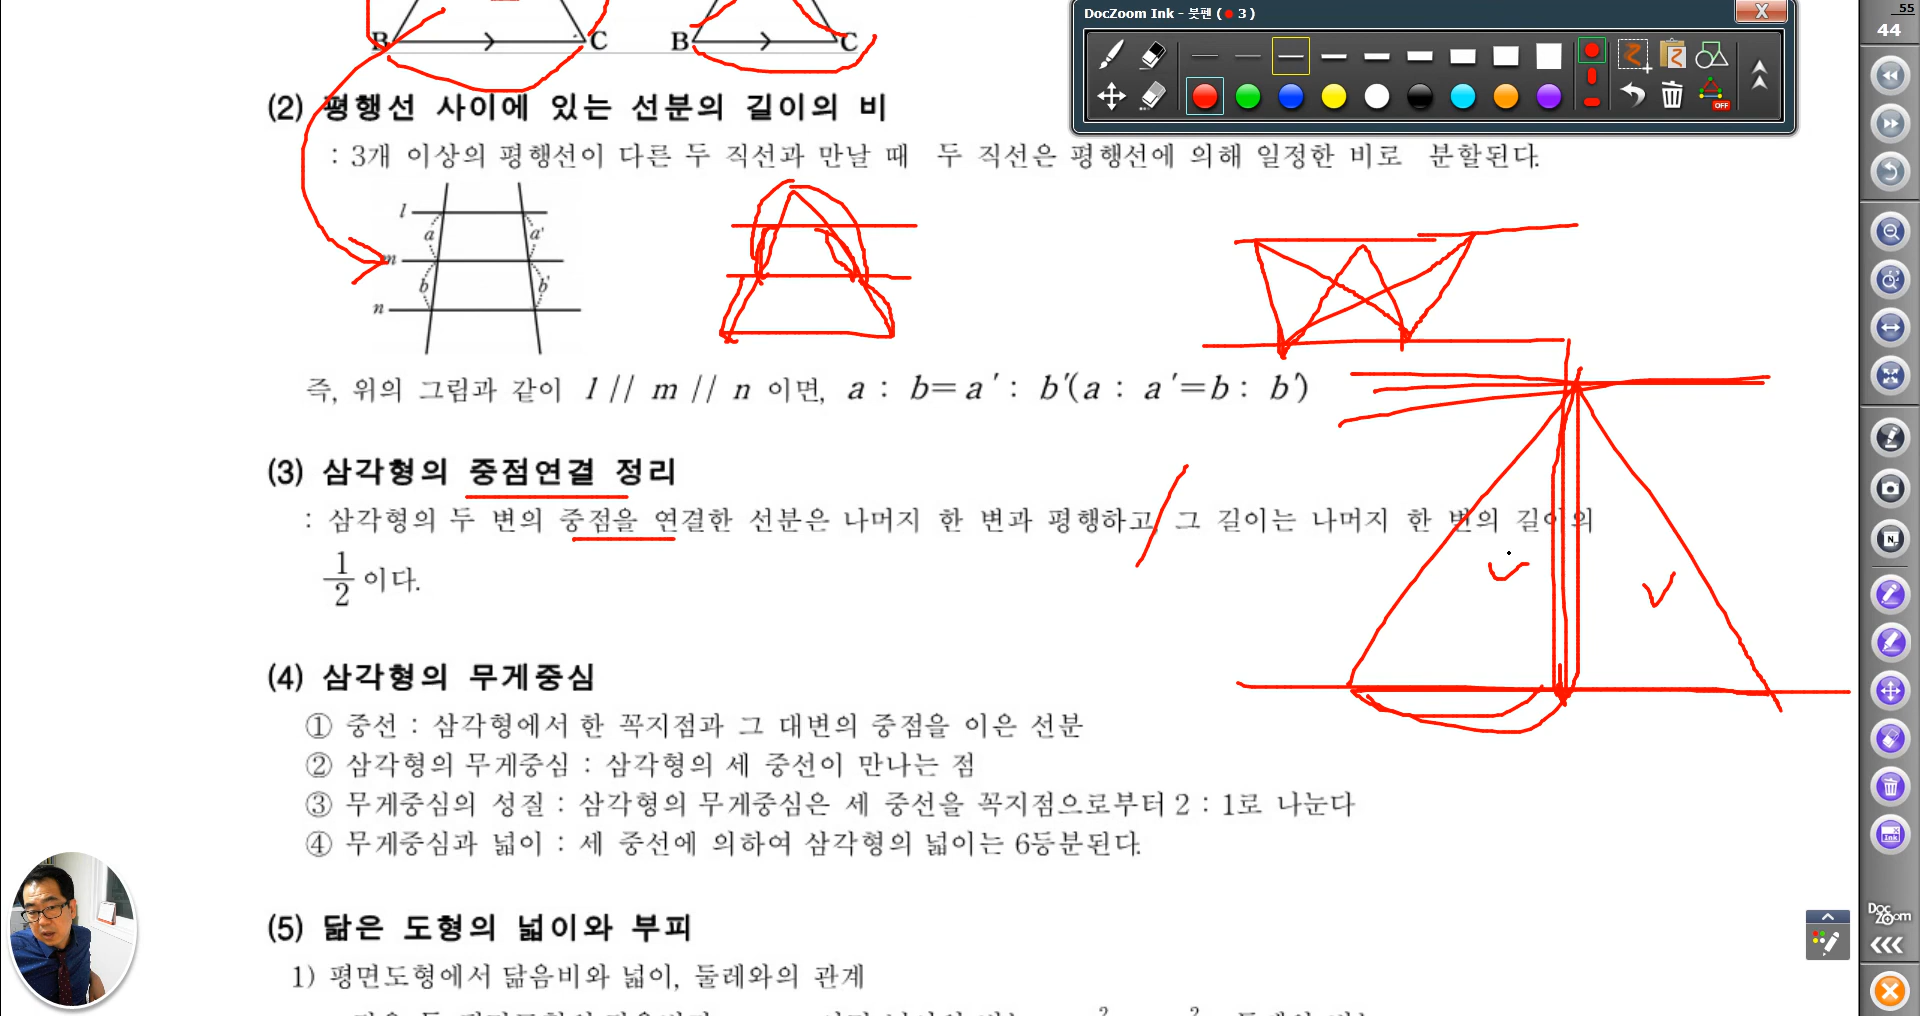 55
44
DocZoom Ink - 붓펜 ( 3 )
OFF
B C B C
(2) 평행선 사이에 있는 선분의 길이의 비
: 3개 이상의 평행선이 다른 두 직선과 만날 때 두 직선은 평행선에 의해 일정한 비로 분할된다.
l
a a'
m
b b'
n
즉, 위의 그림과 같이 l // m // n 이면, a : b=a' : b'(a : a'=b : b')
(3) 삼각형의 중점연결 정리
: 삼각형의 두 변의 중점을 연결한 선분은 나머지 한 변과 평행하고, 그 길이는 나머지 한 변의 길이의
1/2 이다.
(4) 삼각형의 무게중심
① 중선 : 삼각형에서 한 꼭지점과 그 대변의 중점을 이은 선분
② 삼각형의 무게중심 : 삼각형의 세 중선이 만나는 점
③ 무게중심의 성질 : 삼각형의 무게중심은 세 중선을 꼭지점으로부터 2 : 1로 나눈다
④ 무게중심과 넓이 : 세 중선에 의하여 삼각형의 넓이는 6등분된다.
(5) 닮은 도형의 넓이와 부피
1) 평면도형에서 닮음비와 넓이, 둘레와의 관계
N
Ink
Doc Zoom